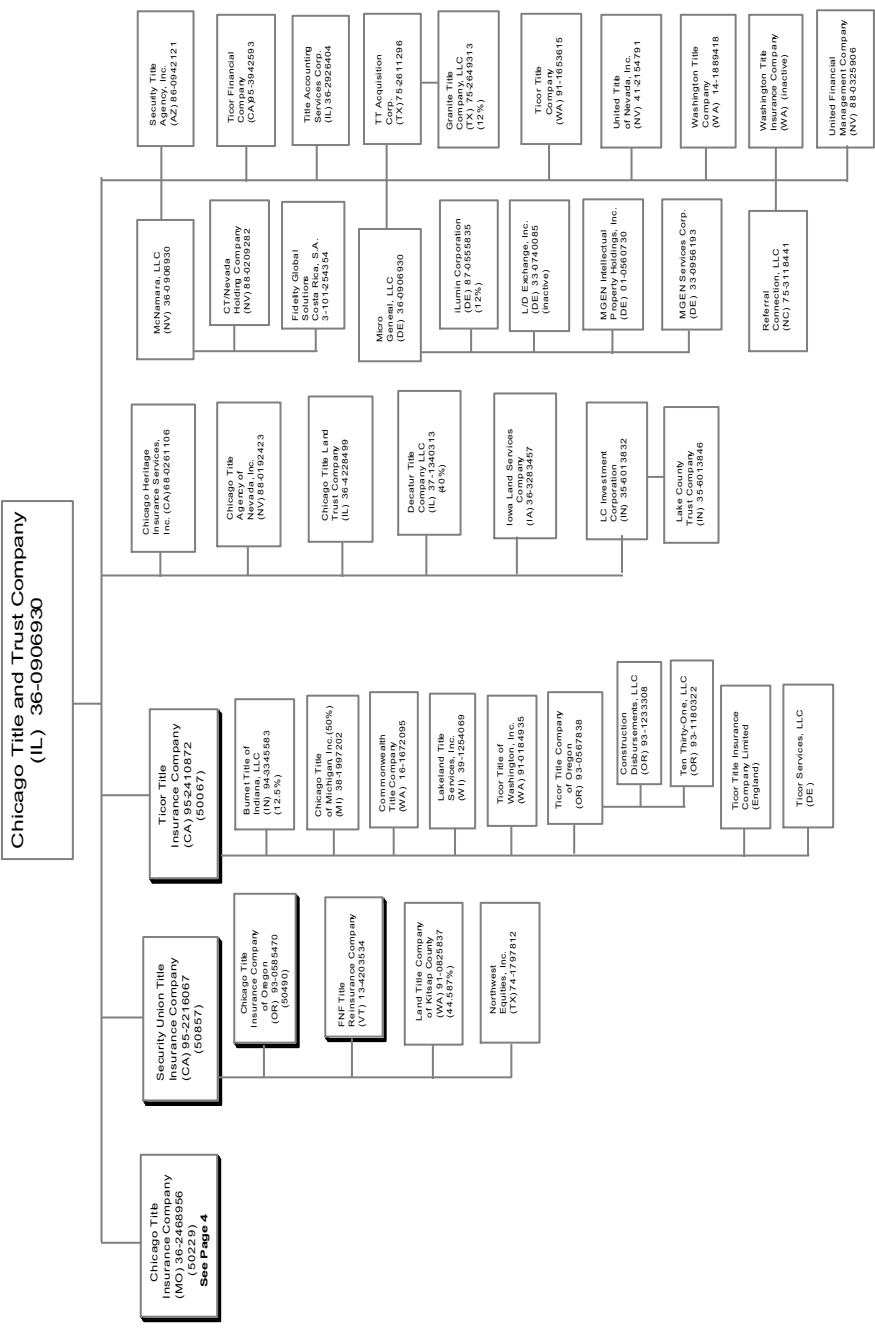 Chicago Title and Trust Company
(IL) 36-0906930
Chicago Title
Insurance Company
(MO) 36-2468956
(50229)
See Page 4
Security Union Title
Insurance Company
(CA) 95-2216067
(50857)
Chicago Title
Insurance Company
of Oregon
(OR) 93-0585470
(50490)
FNF Title
Reinsurance Company
(VT) 13-4203534
Land Title Company
of Kitsap County
(WA) 91-0825837
(44.587%)
Northwest
Equities, Inc.
(TX) 74-1797812
Ticor Title
Insurance Company
(CA) 95-2410872
(50067)
Burnet Title of
Indiana, LLC
(IN) 94-3345583
(12.5%)
Chicago Title
of Michigan, Inc.(50%)
(MI) 38-1997202
Commonwealth
Title Company
(WA) 16-1672095
Lakeland Title
Services, Inc.
(WI) 39-1254069
Ticor Title of
Washington, Inc.
(WA) 91-0184935
Ticor Title Company
of Oregon
(OR) 93-0567838
Construction
Disbursements, LLC
(OR) 93-1233308
Ten Thirty-One, LLC
(OR) 93-1180322
Ticor Title Insurance
Company Limited
(England)
Ticor Services, LLC
(DE)
Chicago Heritage
Insurance Services,
Inc. (CA)68-0261106
Chicago Title
Agency of
Nevada, Inc.
(NV) 88-0192423
Chicago Title Land
Trust Company
(IL) 36-4228499
Decatur Title
Company LLC
(IL) 37-1340313
(40%)
Iowa Land Services
Company
(IA) 36-3283457
LC Investment
Corporation
(IN) 35-6013832
Lake County
Trust Company
(IN) 35-6013846
McNamara, LLC
(NV) 36-0906930
CT/Nevada
Holding Company
(NV) 88-0209282
Fidelty Global
Solutions
Costa Rica, S.A.
3-101-254354
Micro
General, LLC
(DE) 36-0906930
iLumin Corporation
(DE) 87-0555835
(12%)
L/D Exchange, Inc.
(DE) 33-0740085
(inactive)
MGEN Intellectual
Property Holdings, Inc.
(DE) 01-0560730
MGEN Services Corp.
(DE) 33-0956193
Referral
Connection, LLC
(NC) 75-3118441
Security Title
Agency, Inc.
(AZ) 86-0942121
Ticor Financial
Company
(CA)95-3942593
Title Accounting
Services Corp.
(IL) 36-2926404
TT Acquisition
Corp.
(TX) 75-2611296
Granite Title
Company, LLC
(TX) 75-2649313
(12%)
Ticor Title
Company
(WA) 91-1653615
United Title
of Nevada, Inc.
(NV) 41-2154791
Washington Title
Company
(WA) 14-1889418
Washington Title
Insurance Company
(WA) (inactive)
United Financial
Management Company
(NV) 88-0325906